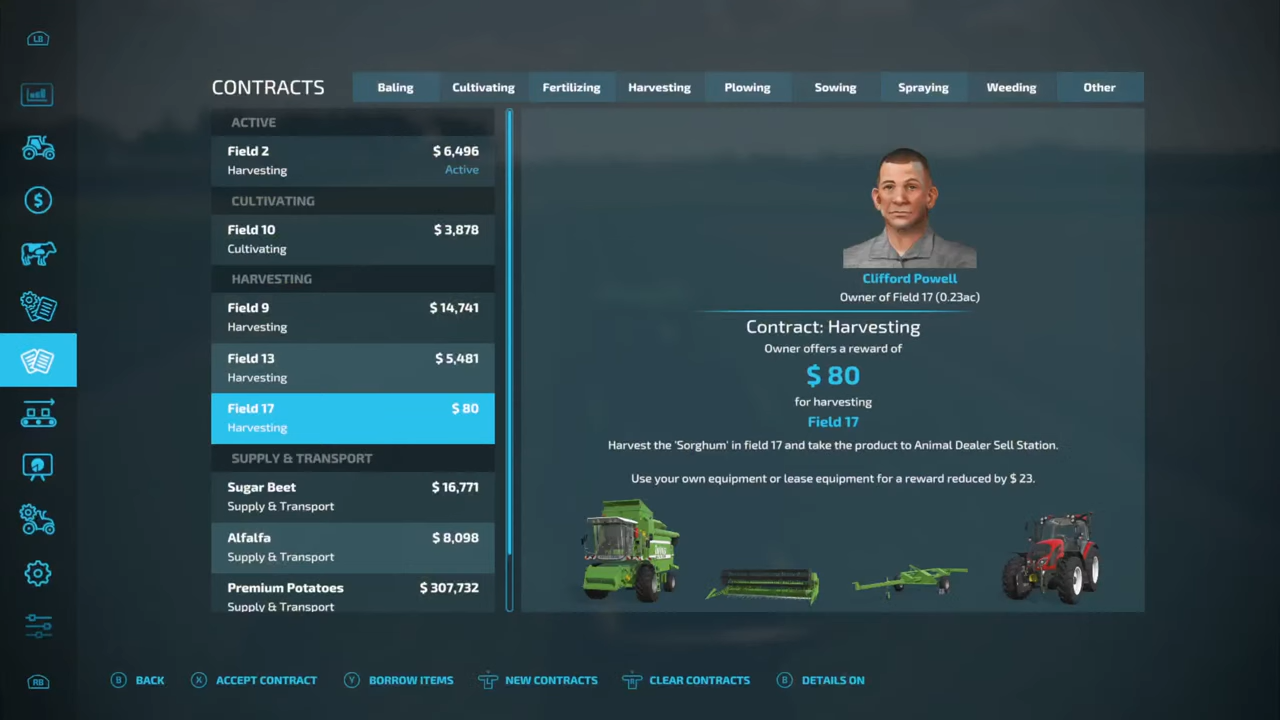 LB
CONTRACTS
Baling
Cultivating
Fertilizing
Harvesting
Plowing
Sowing
Spraying
Weeding
Other
ACTIVE
Field 2 $ 6,496
Harvesting Active
CULTIVATING
Field 10 $ 3,878
Cultivating
HARVESTING
Field 9 $ 14,741
Harvesting
Field 13 $ 5,481
Harvesting
Field 17 $ 80
Harvesting
SUPPLY & TRANSPORT
Sugar Beet $ 16,771
Supply & Transport
Alfalfa $ 8,098
Supply & Transport
Premium Potatoes $ 307,732
Supply & Transport
Clifford Powell
Owner of Field 17 (0.23ac)
Contract: Harvesting
Owner offers a reward of
$ 80
for harvesting
Field 17
Harvest the 'Sorghum' in field 17 and take the product to Animal Dealer Sell Station.
Use your own equipment or lease equipment for a reward reduced by $ 23.
RB
B BACK
X ACCEPT CONTRACT
Y BORROW ITEMS
NEW CONTRACTS
CLEAR CONTRACTS
B DETAILS ON